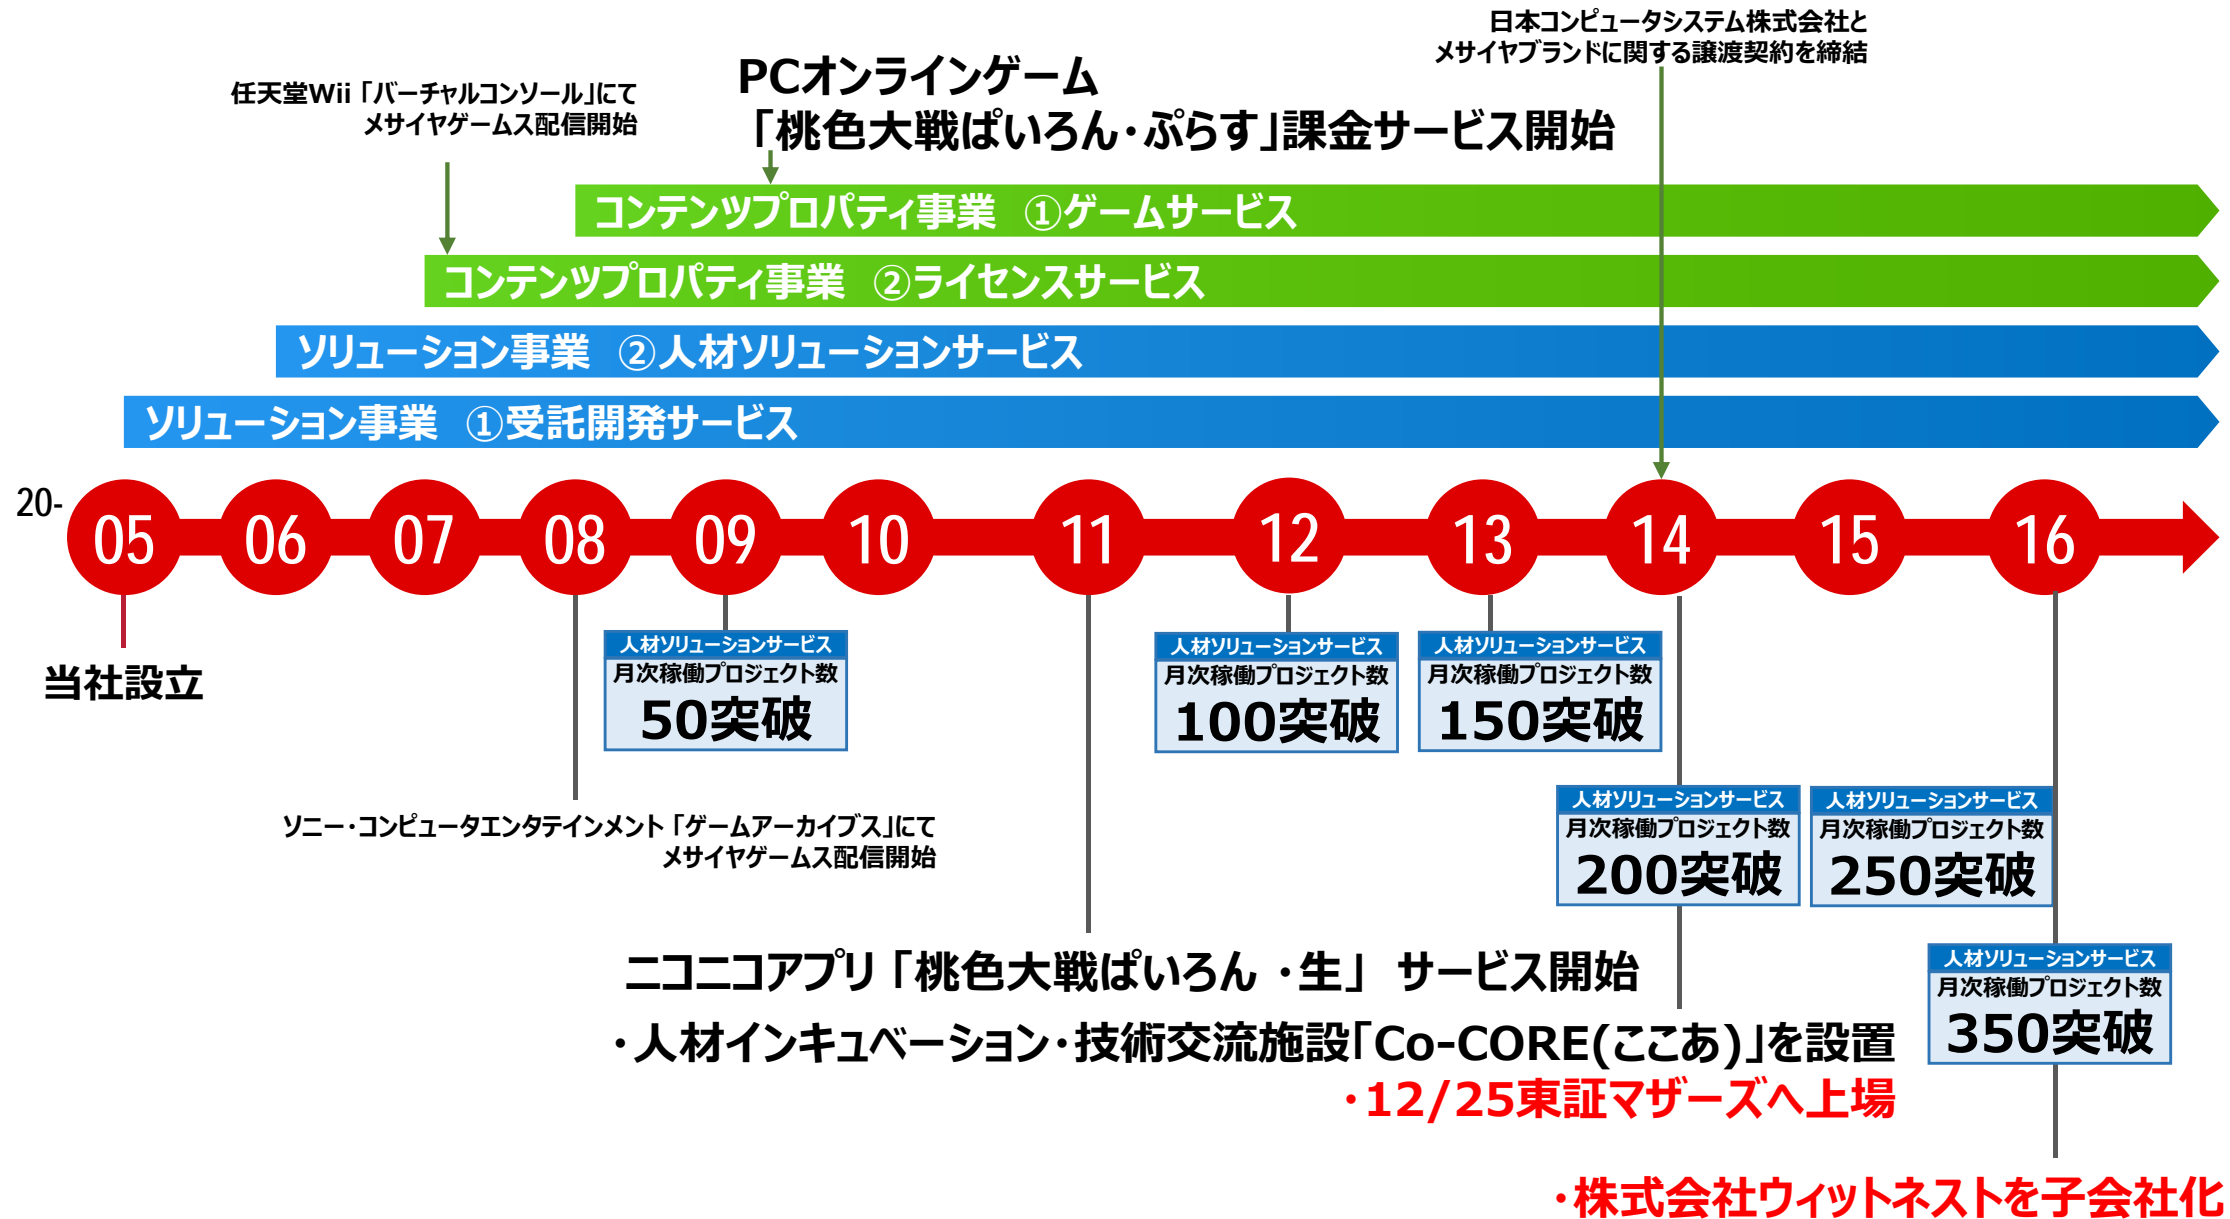 日本コンピュータシステム株式会社と
メサイヤブランドに関する譲渡契約を締結
任天堂Wii「バーチャルコンソール」にて
メサイヤゲームス配信開始
PCオンラインゲーム
「桃色大戦ぱいろん・ぷらす」課金サービス開始
コンテンツプロパティ事業　①ゲームサービス
コンテンツプロパティ事業　②ライセンスサービス
ソリューション事業　②人材ソリューションサービス
ソリューション事業　①受託開発サービス
20-
05
06
07
08
09
10
11
12
13
14
15
16
当社設立
人材ソリューションサービス
月次稼働プロジェクト数
50突破
人材ソリューションサービス
月次稼働プロジェクト数
100突破
人材ソリューションサービス
月次稼働プロジェクト数
150突破
人材ソリューションサービス
月次稼働プロジェクト数
200突破
人材ソリューションサービス
月次稼働プロジェクト数
250突破
ソニー・コンピュータエンタテインメント「ゲームアーカイブス」にて
メサイヤゲームス配信開始
人材ソリューションサービス
月次稼働プロジェクト数
350突破
ニコニコアプリ「桃色大戦ぱいろん ・生」 サービス開始
・人材インキュベーション・技術交流施設「Co-CORE(ここあ)」を設置
・12/25東証マザーズへ上場
・株式会社ウィットネストを子会社化